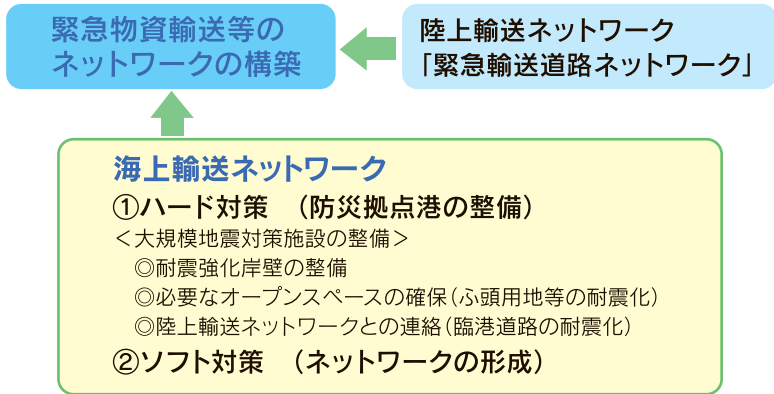 緊急物資輸送等の
ネットワークの構築
陸上輸送ネットワーク
「緊急輸送道路ネットワーク」
海上輸送ネットワーク
①ハード対策　（防災拠点港の整備）
＜大規模地震対策施設の整備＞
◎耐震強化岸壁の整備
◎必要なオープンスペースの確保（ふ頭用地等の耐震化）
◎陸上輸送ネットワークとの連絡（臨港道路の耐震化）
②ソフト対策　（ネットワークの形成）